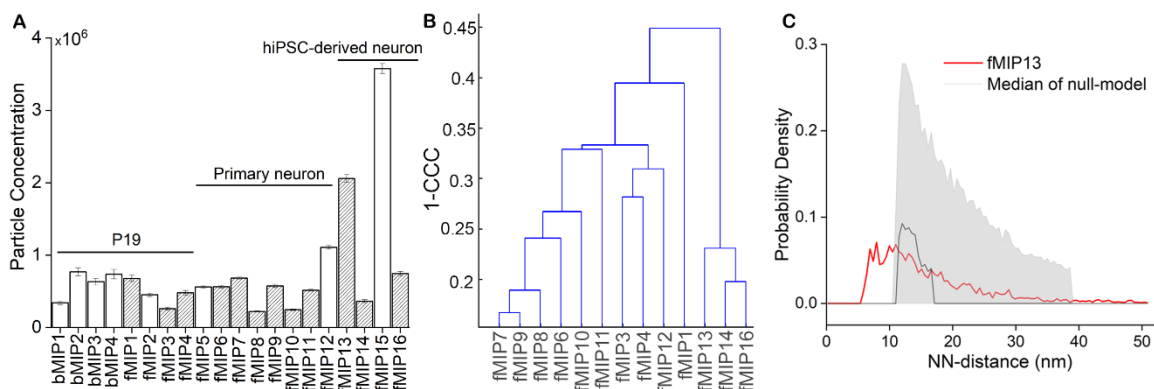 A
×10⁶
hiPSC-derived neuron
Primary neuron
P19
Particle Concentration
6
4
2
0
bMIP1
bMIP2
bMIP3
bMIP4
fMIP1
fMIP2
fMIP3
fMIP4
fMIP5
fMIP6
fMIP7
fMIP8
fMIP9
fMIP10
fMIP11
fMIP12
fMIP13
fMIP14
fMIP15
fMIP16
B
1-CCC
0.45
0.4
0.35
0.3
0.25
0.2
fMIP7
fMIP9
fMIP8
fMIP6
fMIP10
fMIP11
fMIP3
fMIP4
fMIP12
fMIP1
fMIP13
fMIP14
fMIP16
C
fMIP13
Median of null-model
Probability Density
0.3
0.2
0.1
0.0
0
10
20
30
40
50
NN-distance (nm)